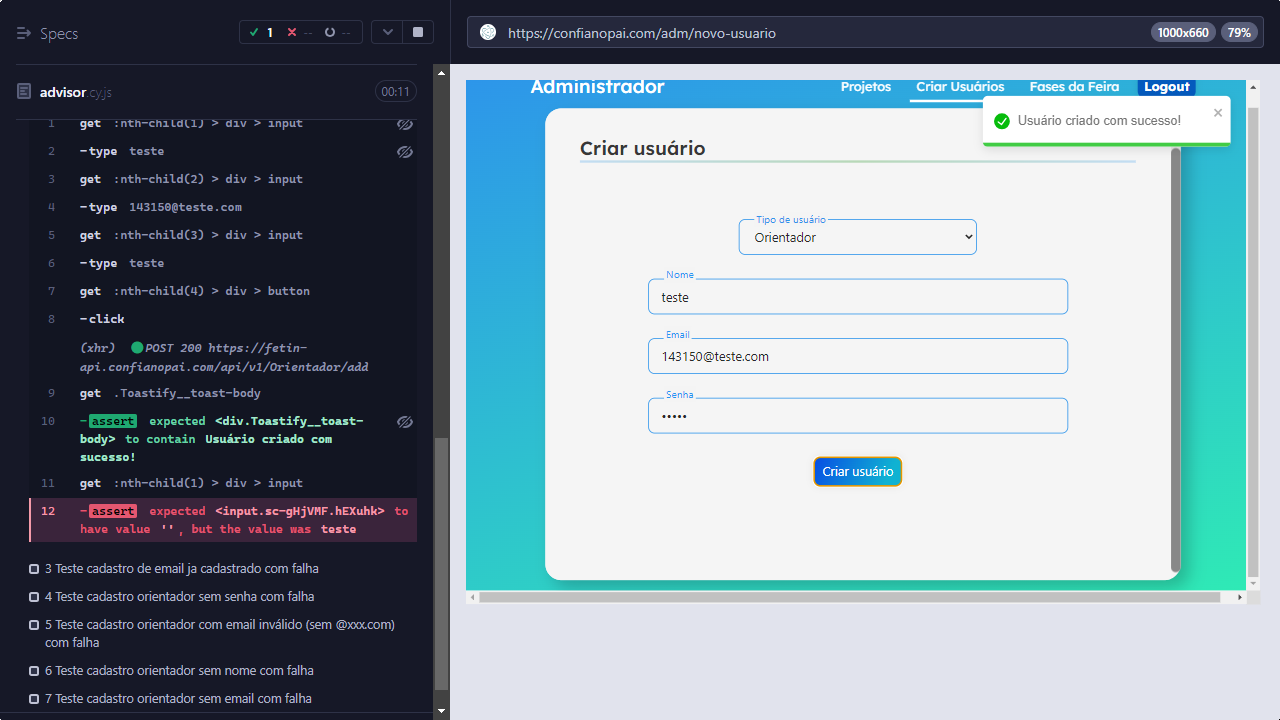 Specs
1
--
--
https://confianopai.com/adm/novo-usuario
1000x660
79%
advisor.cy.js
00:11
1 get :nth-child(1) > div > input
2 -type teste
3 get :nth-child(2) > div > input
4 -type 143150@teste.com
5 get :nth-child(3) > div > input
6 -type teste
7 get :nth-child(4) > div > button
8 -click
(xhr) POST 200 https://fetin-
api.confianopai.com/api/v1/Orientador/add
9 get .Toastify__toast-body
10 -assert expected <div.Toastify__toast-
body> to contain Usuário criado com
sucesso!
11 get :nth-child(1) > div > input
12 -assert expected <input.sc-gHjVMF.hEXuhk> to
have value '', but the value was teste
3 Teste cadastro de email ja cadastrado com falha
4 Teste cadastro orientador sem senha com falha
5 Teste cadastro orientador com email inválido (sem @xxx.com)
com falha
6 Teste cadastro orientador sem nome com falha
7 Teste cadastro orientador sem email com falha
Administrador
Projetos
Criar Usuários
Fases da Feira
Logout
Usuário criado com sucesso!
Criar usuário
Tipo de usuário
Orientador
Nome
teste
Email
143150@teste.com
Senha
•••••
Criar usuário